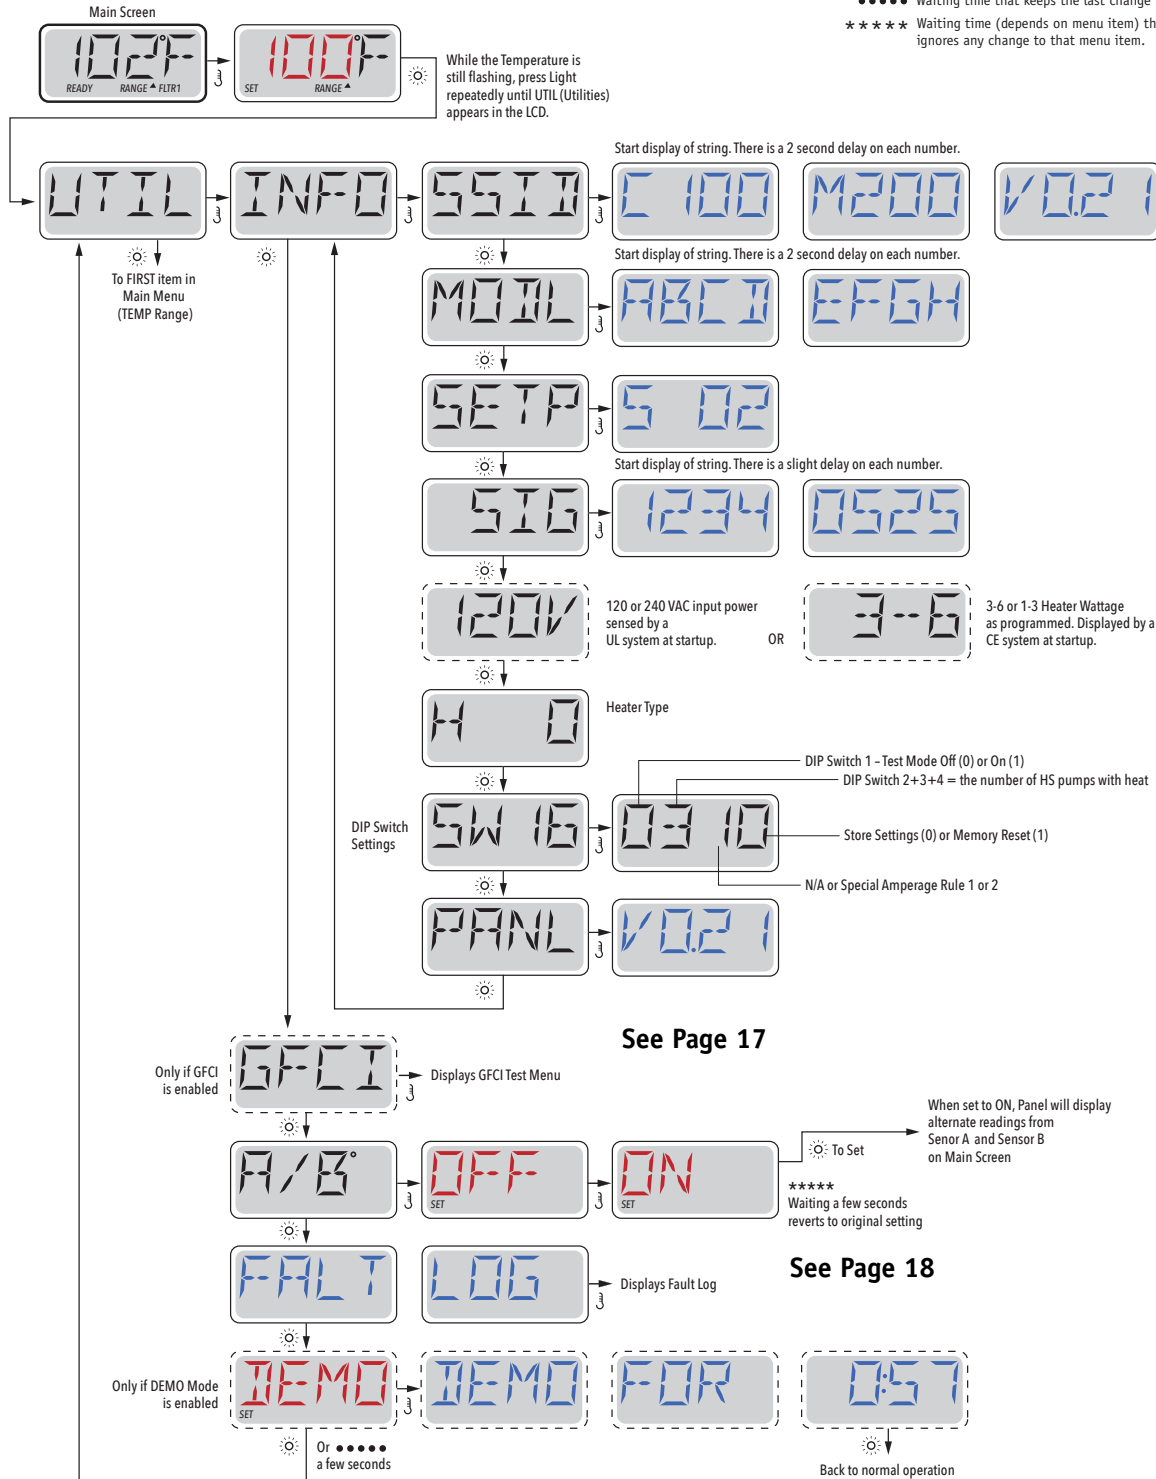 ••••• Waiting time that keeps the last change
Main Screen
***** Waiting time (depends on menu item) th
ignores any change to that menu item.
102°F
READY RANGE FLTR1
100°F
SET RANGE
While the Temperature is
still flashing, press Light
repeatedly until UTIL (Utilities)
appears in the LCD.
Start display of string. There is a 2 second delay on each number.
UTIL INFO SSID C 100 M200 V0.21
To FIRST item in
Main Menu
(TEMP Range)
Start display of string. There is a 2 second delay on each number.
MODL ABCD EFGH
SETP S 02
Start display of string. There is a slight delay on each number.
SIG 1234 0525
120V
120 or 240 VAC input power
sensed by a
UL system at startup.
OR
3-6
3-6 or 1-3 Heater Wattage
as programmed. Displayed by a
CE system at startup.
H 0
Heater Type
DIP Switch 1 – Test Mode Off (0) or On (1)
DIP Switch 2+3+4 = the number of HS pumps with heat
DIP Switch
Settings
SW16 0310
Store Settings (0) or Memory Reset (1)
N/A or Special Amperage Rule 1 or 2
PANL V0.21
See Page 17
Only if GFCI
is enabled
GFCI
Displays GFCI Test Menu
When set to ON, Panel will display
alternate readings from
Senor A and Sensor B
on Main Screen
A/B°
OFF
SET
ON
SET
To Set
*****
Waiting a few seconds
reverts to original setting
See Page 18
FALT LOG
Displays Fault Log
Only if DEMO Mode
is enabled
DEMO
SET
DEMO FOR 0:57
Or •••••
a few seconds
Back to normal operation